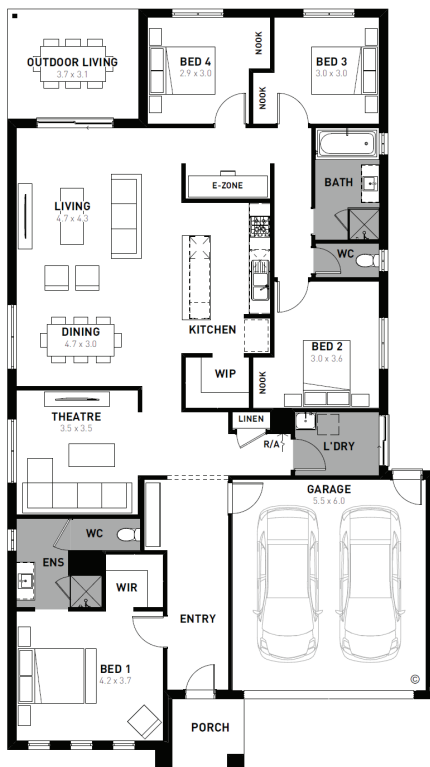 OUTDOOR LIVING
3.7 x 3.1
BED 4
2.9 x 3.0
NOOK
BED 3
3.0 x 3.0
NOOK
E-ZONE
BATH
LIVING
4.7 x 4.3
WC
KITCHEN
DINING
4.7 x 3.0
BED 2
3.0 x 3.6
WIP
NOOK
THEATRE
3.5 x 3.5
LINEN
R/A
L'DRY
GARAGE
5.5 x 6.0
WC
ENS
WIR
ENTRY
BED 1
4.2 x 3.7
©
PORCH